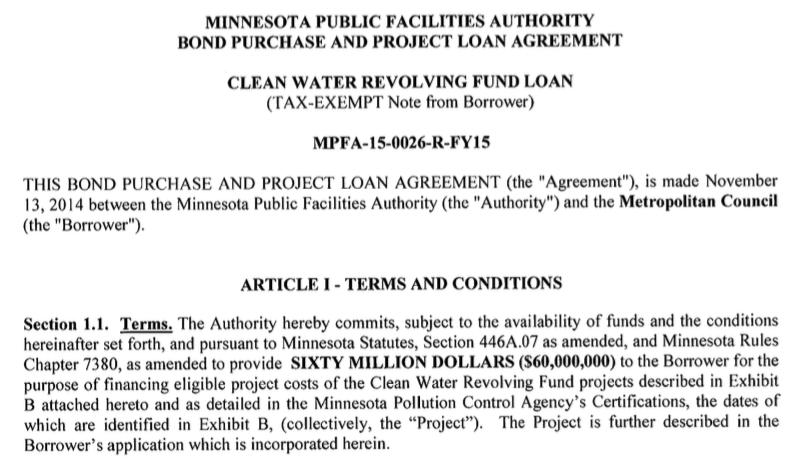 MINNESOTA PUBLIC FACILITIES AUTHORITY
BOND PURCHASE AND PROJECT LOAN AGREEMENT
CLEAN WATER REVOLVING FUND LOAN
(TAX-EXEMPT Note from Borrower)
MPFA-15-0026-R-FY15
THIS BOND PURCHASE AND PROJECT LOAN AGREEMENT (the "Agreement"), is made November
13, 2014 between the Minnesota Public Facilities Authority (the "Authority") and the Metropolitan Council
(the "Borrower").
ARTICLE I - TERMS AND CONDITIONS
Section 1.1. Terms. The Authority hereby commits, subject to the availability of funds and the conditions
hereinafter set forth, and pursuant to Minnesota Statutes, Section 446A.07 as amended, and Minnesota Rules
Chapter 7380, as amended to provide SIXTY MILLION DOLLARS ($60,000,000) to the Borrower for the
purpose of financing eligible project costs of the Clean Water Revolving Fund projects described in Exhibit
B attached hereto and as detailed in the Minnesota Pollution Control Agency’s Certifications, the dates of
which are identified in Exhibit B, (collectively, the “Project”). The Project is further described in the
Borrower’s application which is incorporated herein.